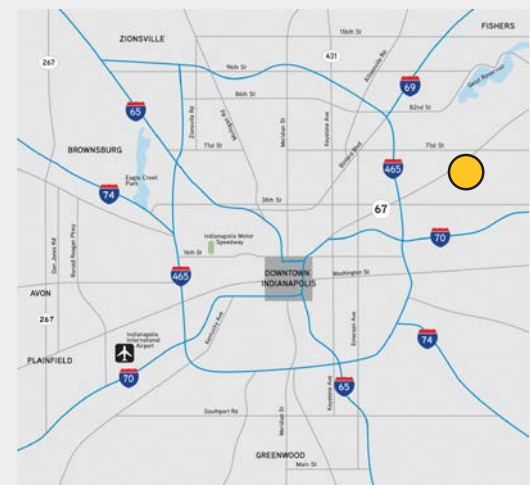 116th St
FISHERS
ZIONSVILLE
267
431
Allisonville Rd
96th St
Geist Reservoir
69
86th St
82nd St
65
Zionsville Rd
Michigan Rd
Meridian St
Keystone Ave
Binford Blvd
71st St
71st St
BROWNSBURG
Eagle Creek
Park
465
74
38th St
67
70
Dan Jones Rd
Ronald Reagan Pkwy
Indianapolis Motor
Speedway
16th St
465
DOWNTOWN
INDIANAPOLIS
Washington St
AVON
267
Kentucky Ave
Emerson Ave
Indianapolis
International
Airport
74
PLAINFIELD
70
65
Southport Rd
Meridian St
Keystone Ave
GREENWOOD
Main St